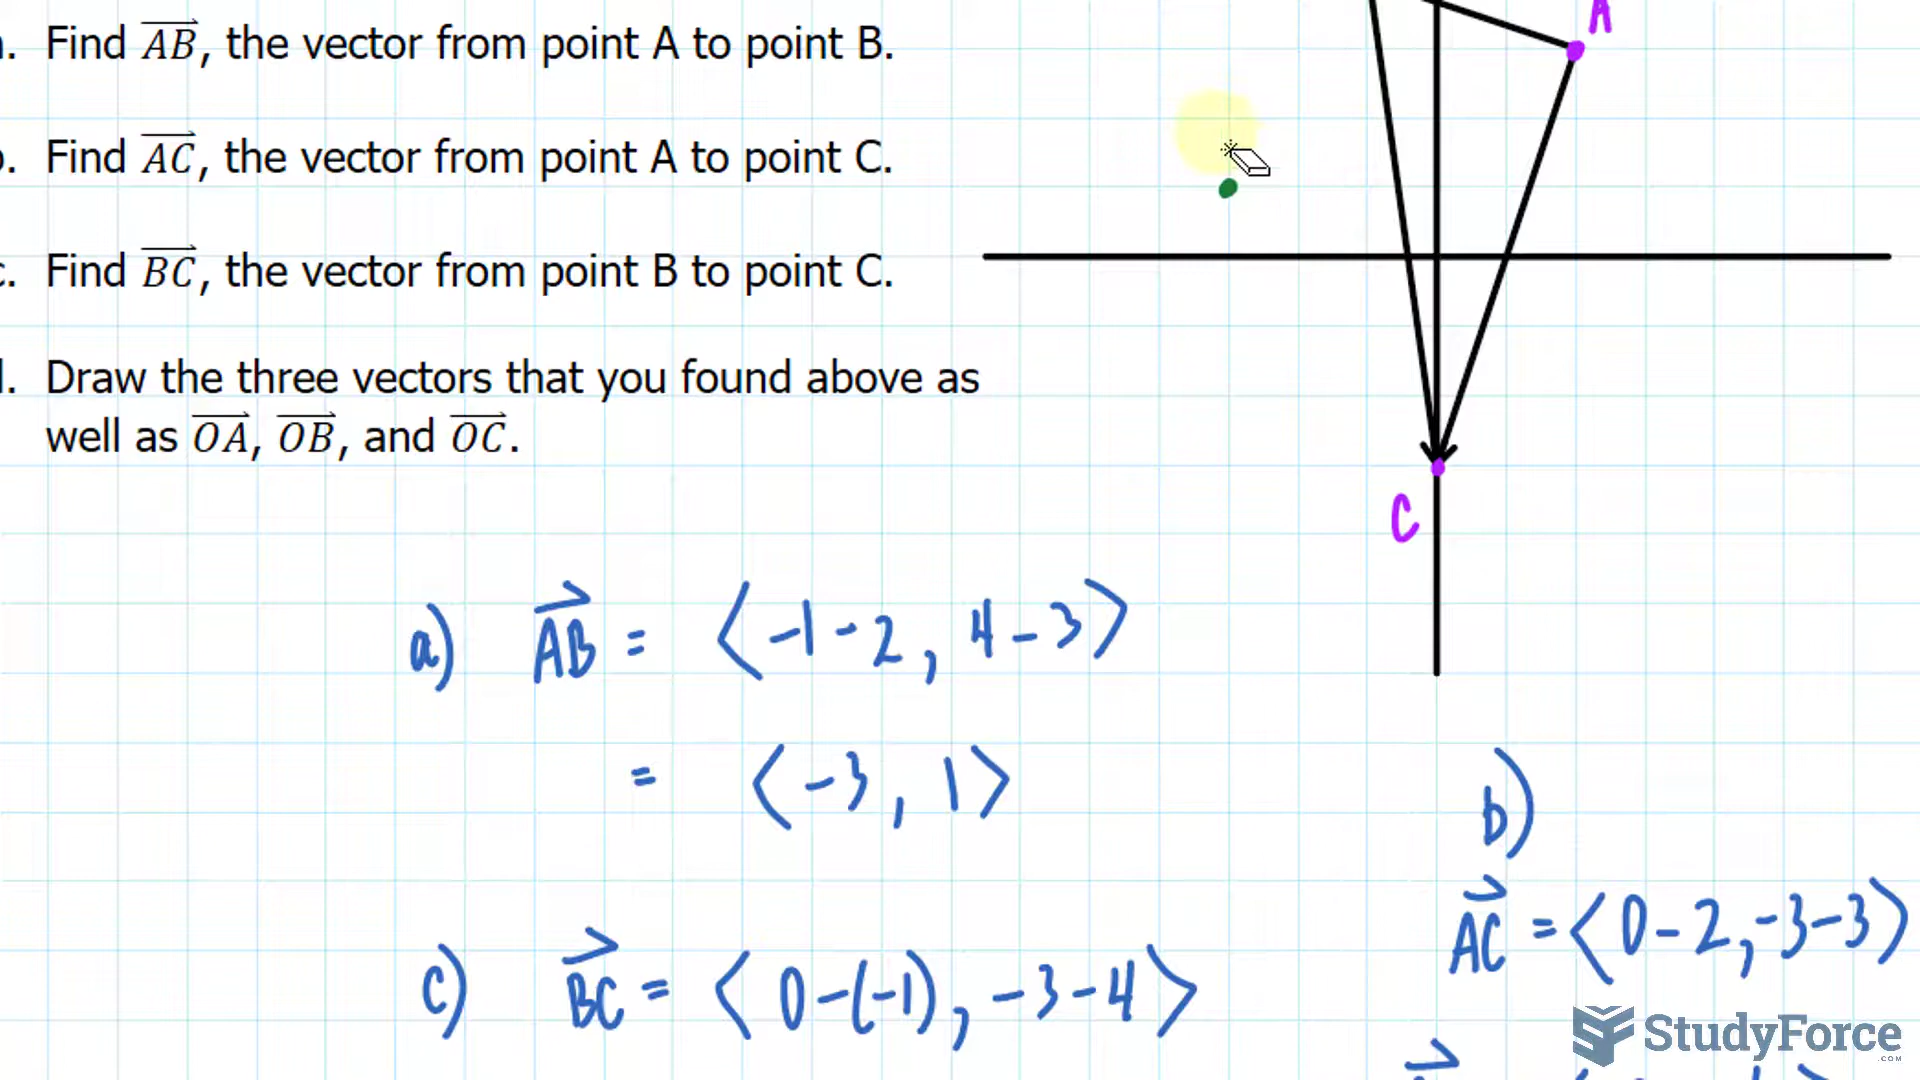 . Find AB, the vector from point A to point B.
. Find AC, the vector from point A to point C.
c. Find BC, the vector from point B to point C.
. Draw the three vectors that you found above as
well as OA, OB, and OC.
A
C
a) AB = ⟨-1-2, 4-3⟩
= ⟨-3, 1⟩
b)
AC = ⟨0-2, -3-3⟩
c) BC = ⟨0-(-1), -3-4⟩
StudyForce
.COM